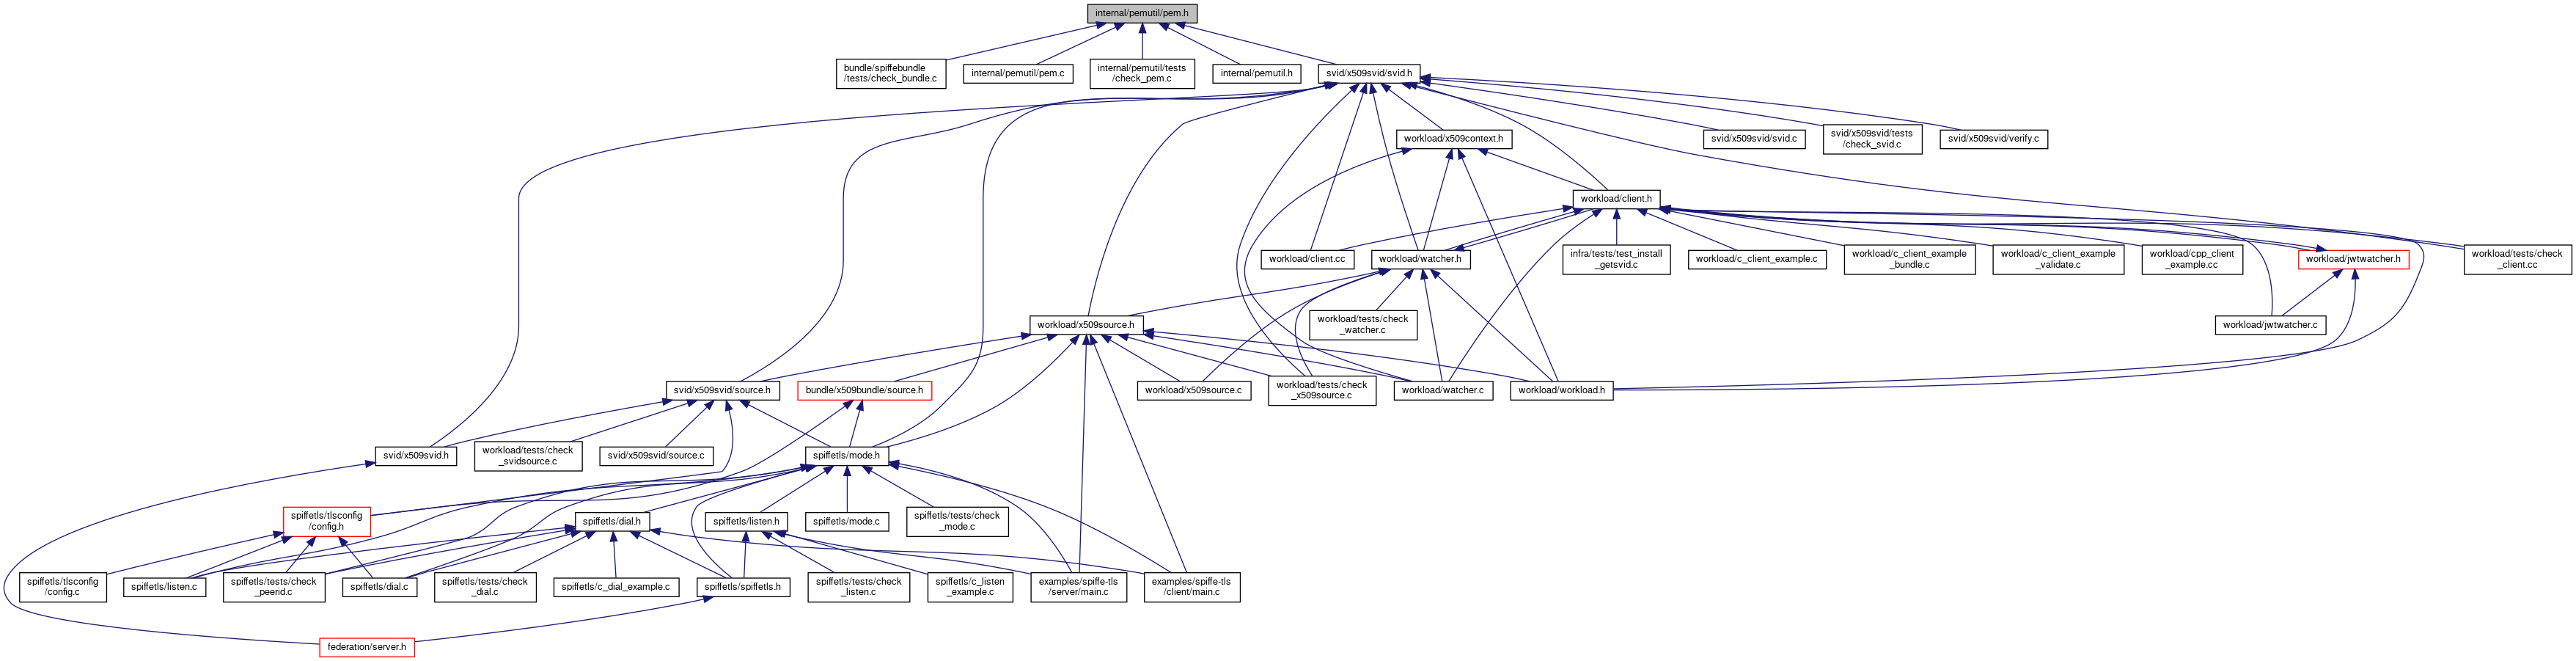 internal/pemutil/pem.h
bundle/spiffebundle
/tests/check_bundle.c
internal/pemutil/pem.c
internal/pemutil/tests
/check_pem.c
internal/pemutil.h
svid/x509svid/svid.h
workload/x509context.h
svid/x509svid/svid.c
svid/x509svid/tests
/check_svid.c
svid/x509svid/verify.c
workload/client.h
workload/client.cc
workload/watcher.h
infra/tests/test_install
_getsvid.c
workload/c_client_example.c
workload/c_client_example
_bundle.c
workload/c_client_example
_validate.c
workload/cpp_client
_example.cc
workload/jwtwatcher.h
workload/tests/check
_client.cc
workload/x509source.h
workload/tests/check
_watcher.c
workload/jwtwatcher.c
svid/x509svid/source.h
bundle/x509bundle/source.h
workload/x509source.c
workload/tests/check
_x509source.c
workload/watcher.c
workload/workload.h
svid/x509svid.h
workload/tests/check
_svidsource.c
svid/x509svid/source.c
spiffetls/mode.h
spiffetls/tlsconfig
/config.h
spiffetls/dial.h
spiffetls/listen.h
spiffetls/mode.c
spiffetls/tests/check
_mode.c
spiffetls/tlsconfig
/config.c
spiffetls/listen.c
spiffetls/tests/check
_peerid.c
spiffetls/dial.c
spiffetls/tests/check
_dial.c
spiffetls/c_dial_example.c
spiffetls/spiffetls.h
spiffetls/tests/check
_listen.c
spiffetls/c_listen
_example.c
examples/spiffe-tls
/server/main.c
examples/spiffe-tls
/client/main.c
federation/server.h